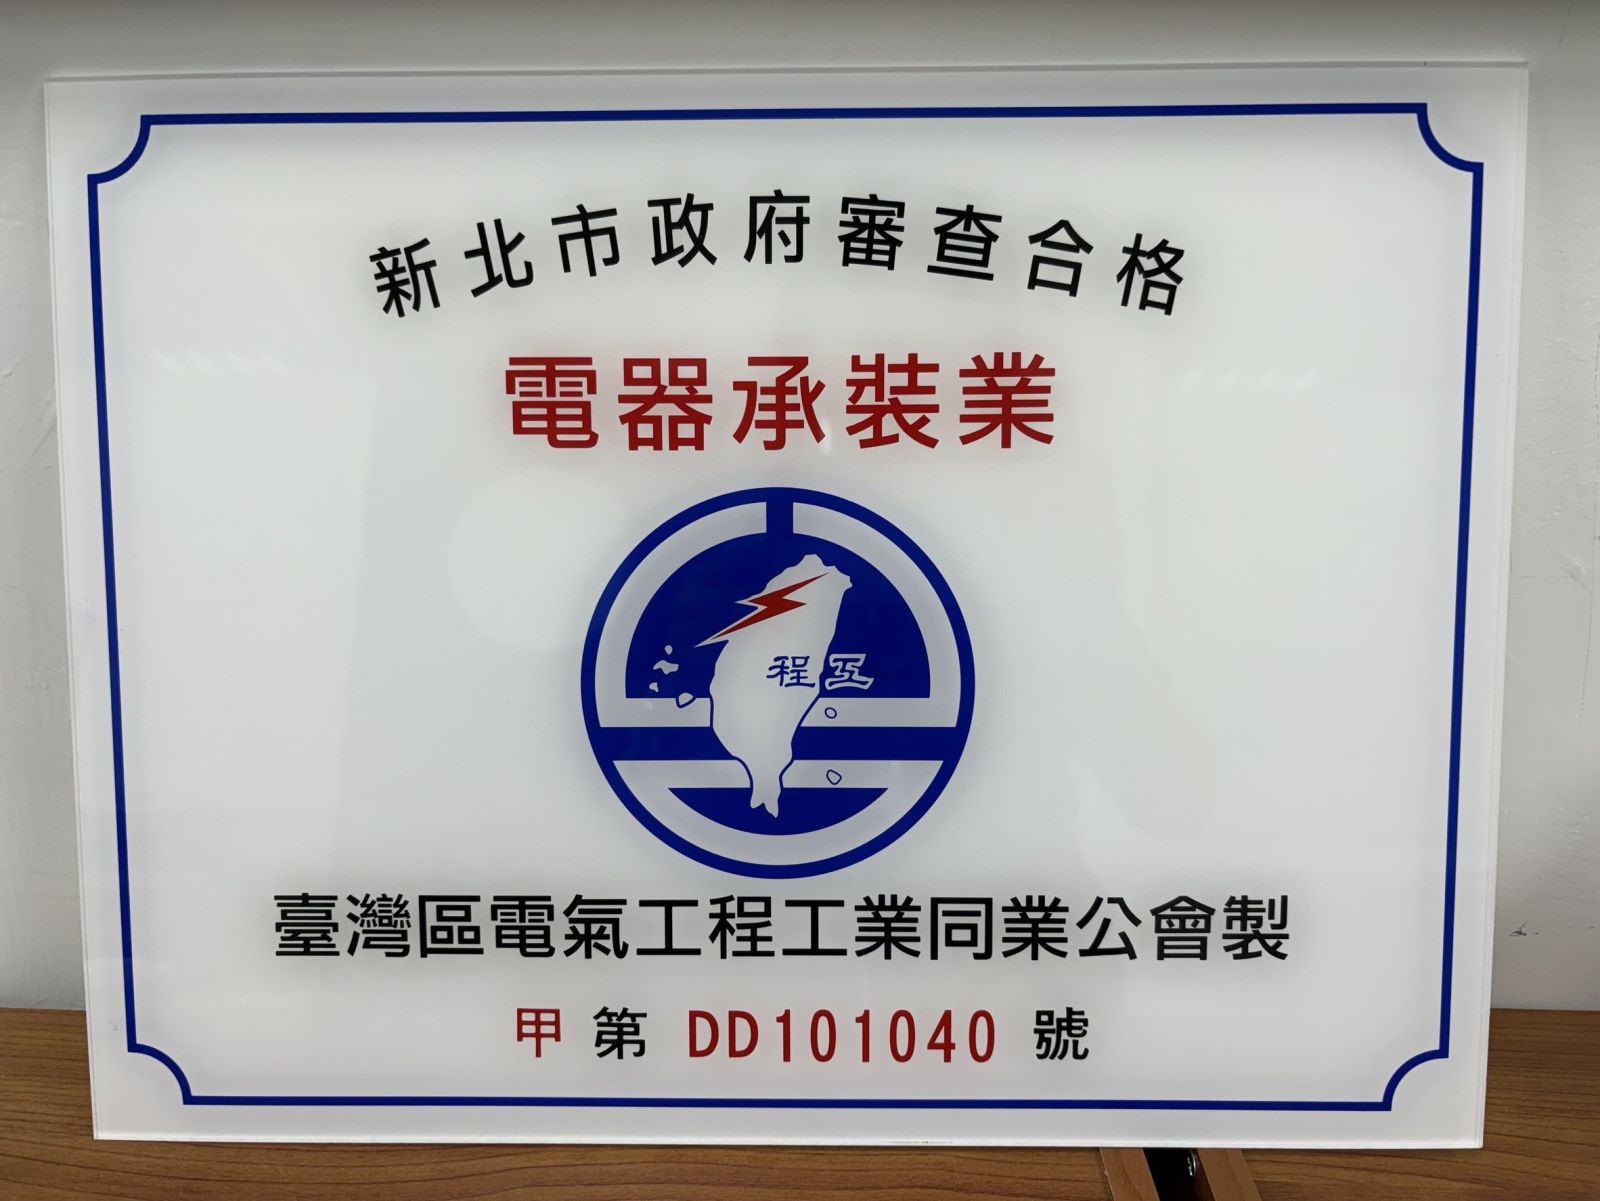 新北市政府審查合格
電器承裝業
程工
臺灣區電氣工程工業同業公會製
甲第 DD101040 號